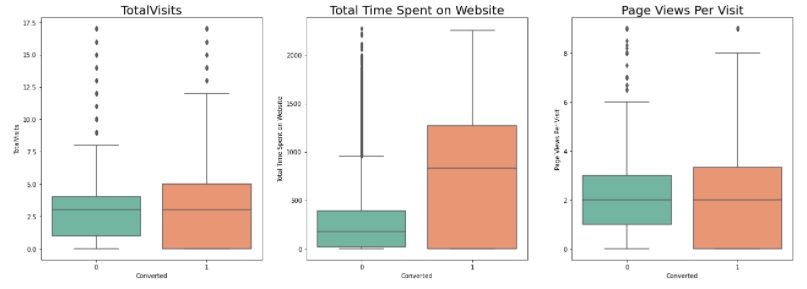 TotalVisits
17.5
15.0
12.5
10.0
7.5
5.0
2.5
0.0
TotalVisits
0
1
Converted
Total Time Spent on Website
2000
1500
1000
500
0
Total Time Spent on Website
0
1
Converted
Page Views Per Visit
8
6
4
2
0
Page Views Per Visit
0
1
Converted